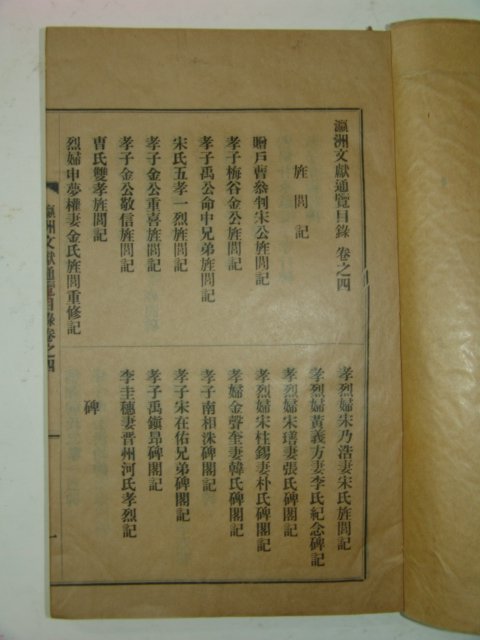 瀛洲文獻通覽目錄 卷之四
旌閭記
贈戶曹參判宋公旌閭記
孝子梅谷金公旌閭記
孝子禹公命中兄弟旌閭記
宋氏五孝一烈旌閭記
孝子金公重喜旌閭記
孝子金公敬信旌閭記
曺氏雙孝旌閭記
烈婦申夢權妻金氏旌閭重修記
孝烈婦宋乃浩妻宋氏旌閭記
孝烈婦黃義方妻李氏紀念碑記
孝烈婦宋璿妻張氏碑閣記
孝烈婦宋柱錫妻朴氏碑閣記
孝婦金聲奎妻韓氏碑閣記
孝子南相洙碑閣記
孝子宋在佑兄弟碑閣記
孝子禹鎭昂碑閣記
李圭穗妻晋州河氏孝烈記
碑
瀛洲文獻通覽目錄卷之四
一